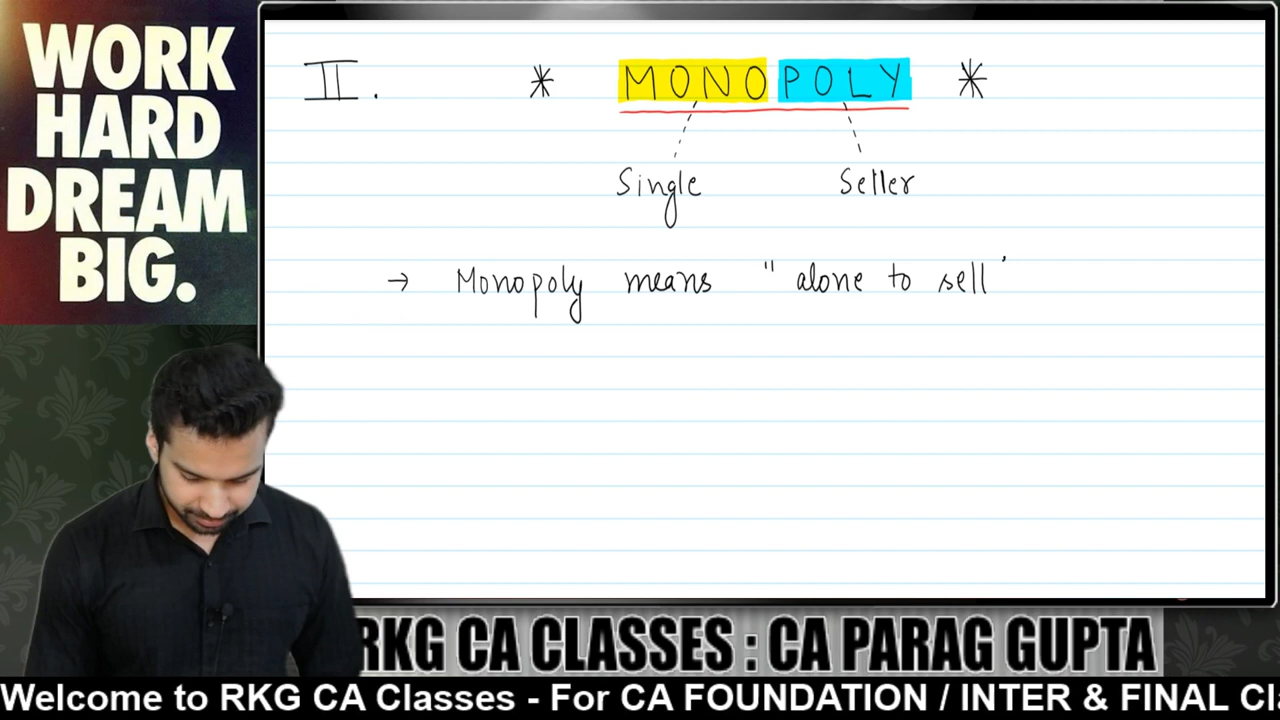 WORK
HARD
DREAM
BIG.
II. * MONOPOLY *
Single Seller
→ Monopoly means " alone to sell '
RKG CA CLASSES : CA PARAG GUPTA
Welcome to RKG CA Classes - For CA FOUNDATION / INTER & FINAL Cl